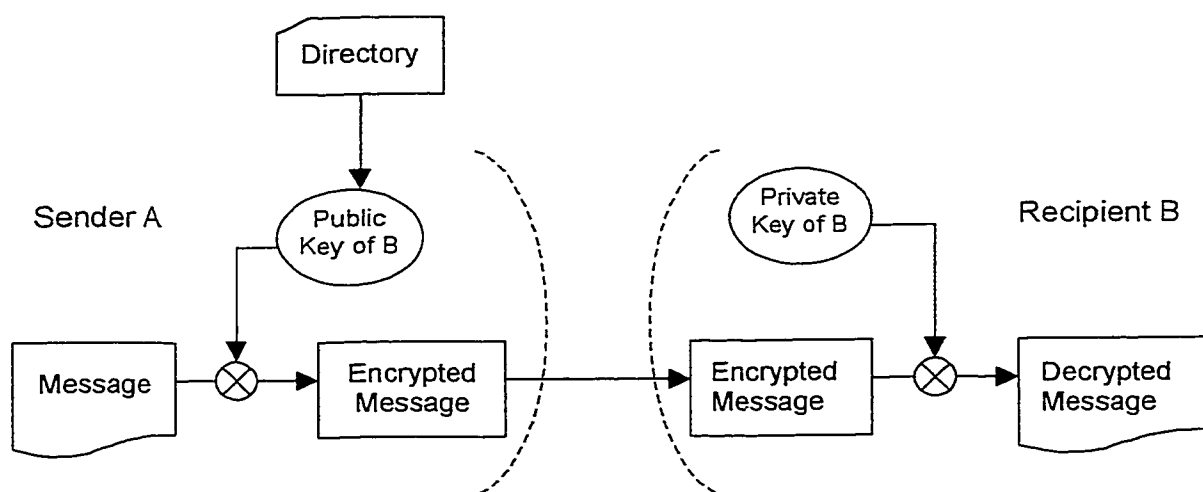 Directory
Sender A
Public
Key of B
Private
Key of B
Recipient B
Message
Encrypted
Message
Encrypted
Message
Decrypted
Message